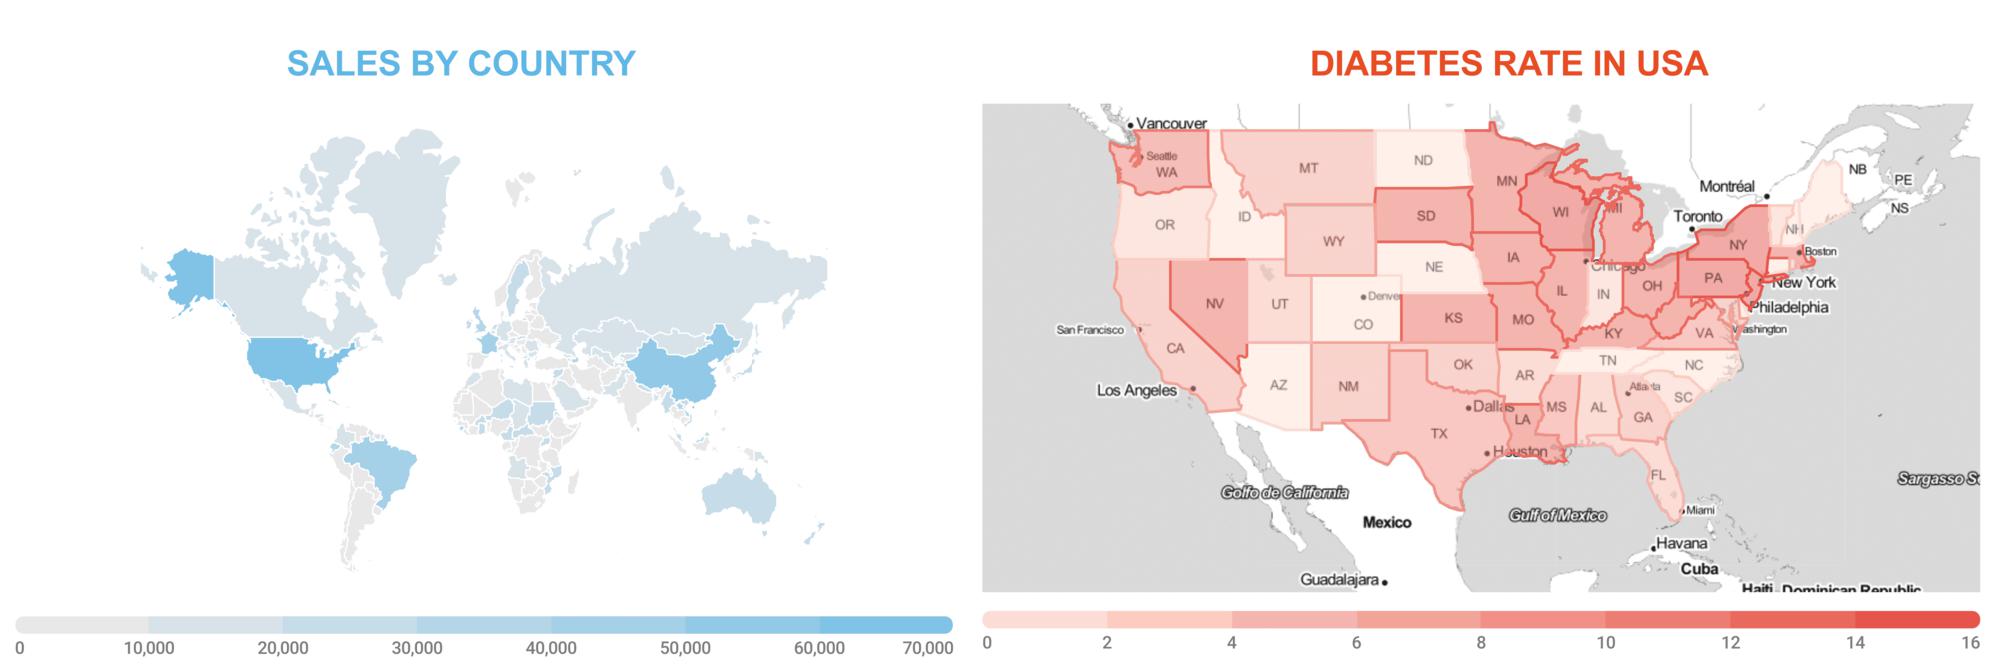 SALES BY COUNTRY
0 10,000 20,000 30,000 40,000 50,000 60,000 70,000
DIABETES RATE IN USA
Vancouver
Seattle
WA
MT
ND
MN
OR
ID
SD
WI
MI
Montréal
NB
PE
NS
Toronto
WY
NY
NH
Boston
NE
IA
Chicago
NV
UT
Denver
CO
IL
IN
OH
PA
New York
Philadelphia
San Francisco
KS
MO
KY
VA
Washington
CA
OK
TN
NC
Los Angeles
AZ
NM
AR
Atlanta
SC
Dallas
LA
MS
AL
GA
TX
Houston
FL
Golfo de California
Gulf of Mexico
Miami
Sargasso S
Mexico
Havana
Cuba
Guadalajara
Haiti
Dominican Republic
0 2 4 6 8 10 12 14 16